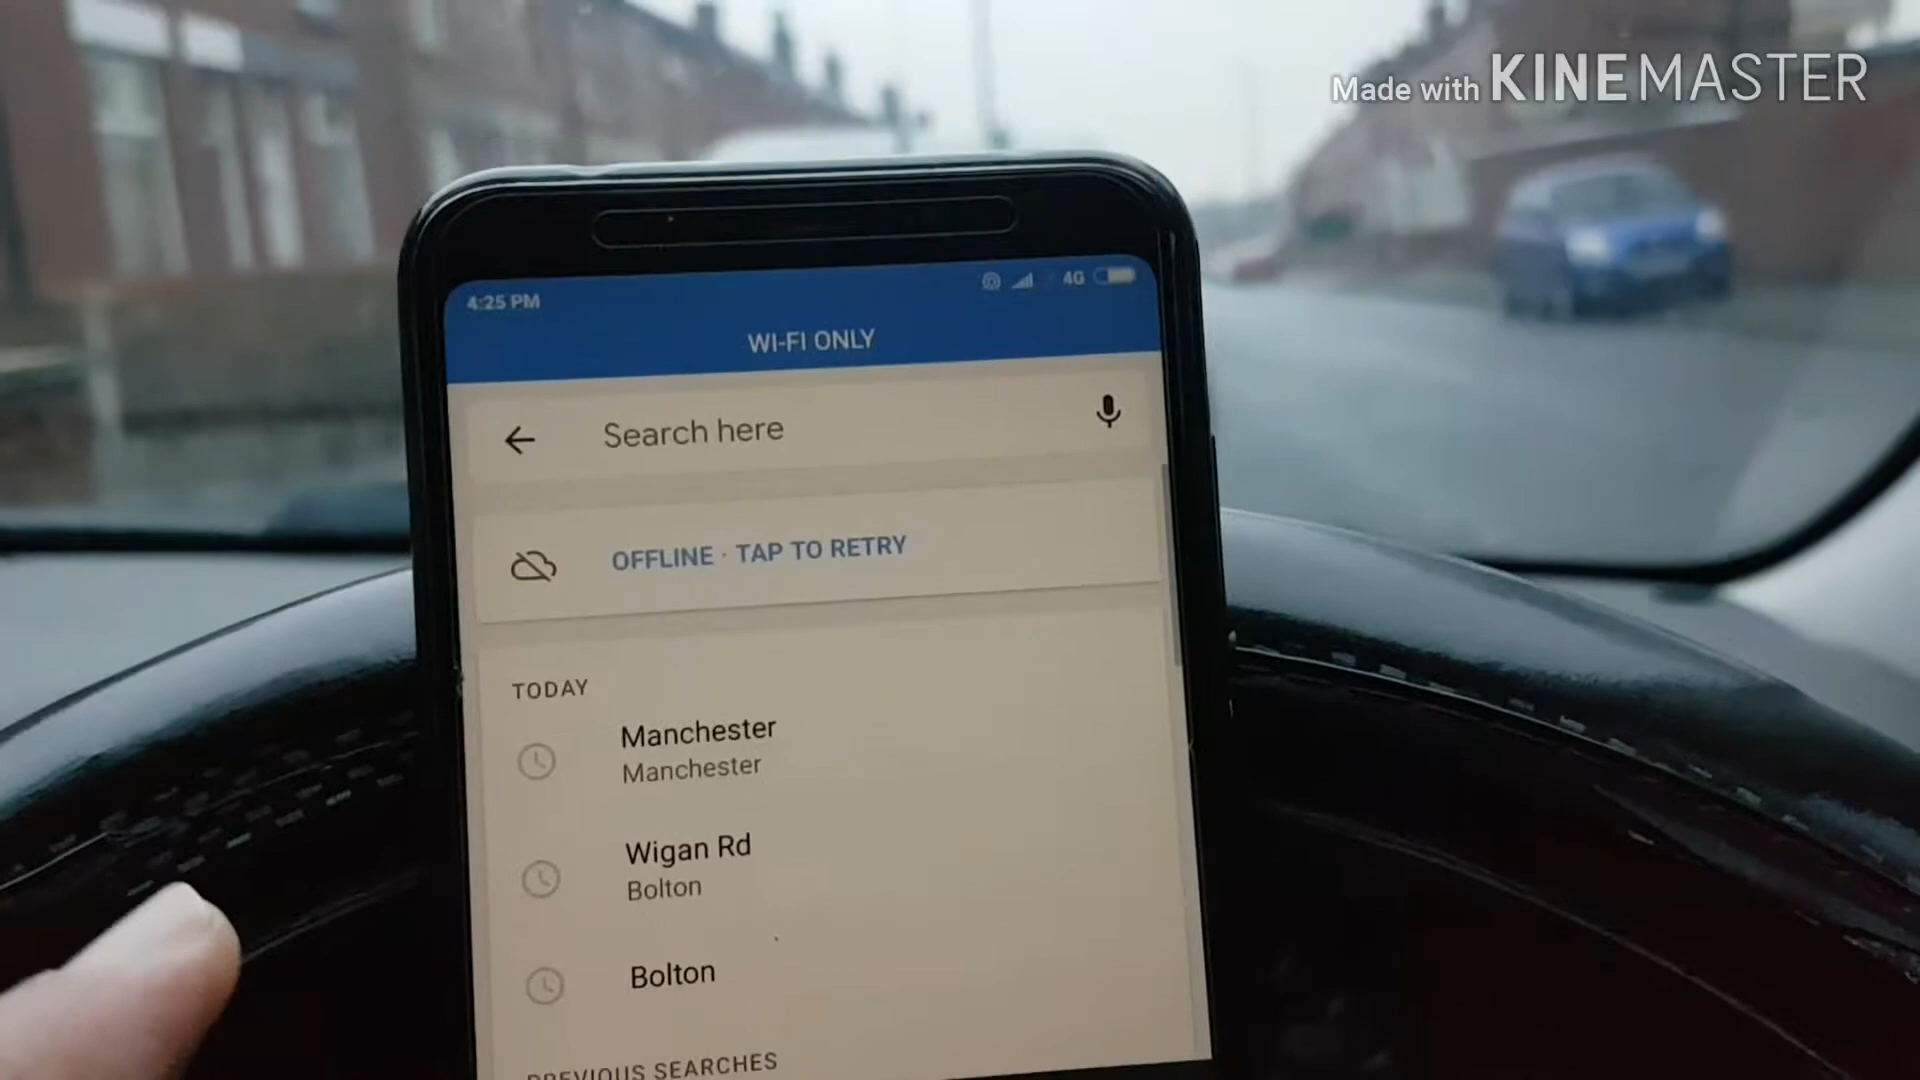 Made with KINEMASTER
4:25 PM
4G
WI-FI ONLY
Search here
OFFLINE · TAP TO RETRY
TODAY
Manchester
Manchester
Wigan Rd
Bolton
Bolton
PREVIOUS SEARCHES